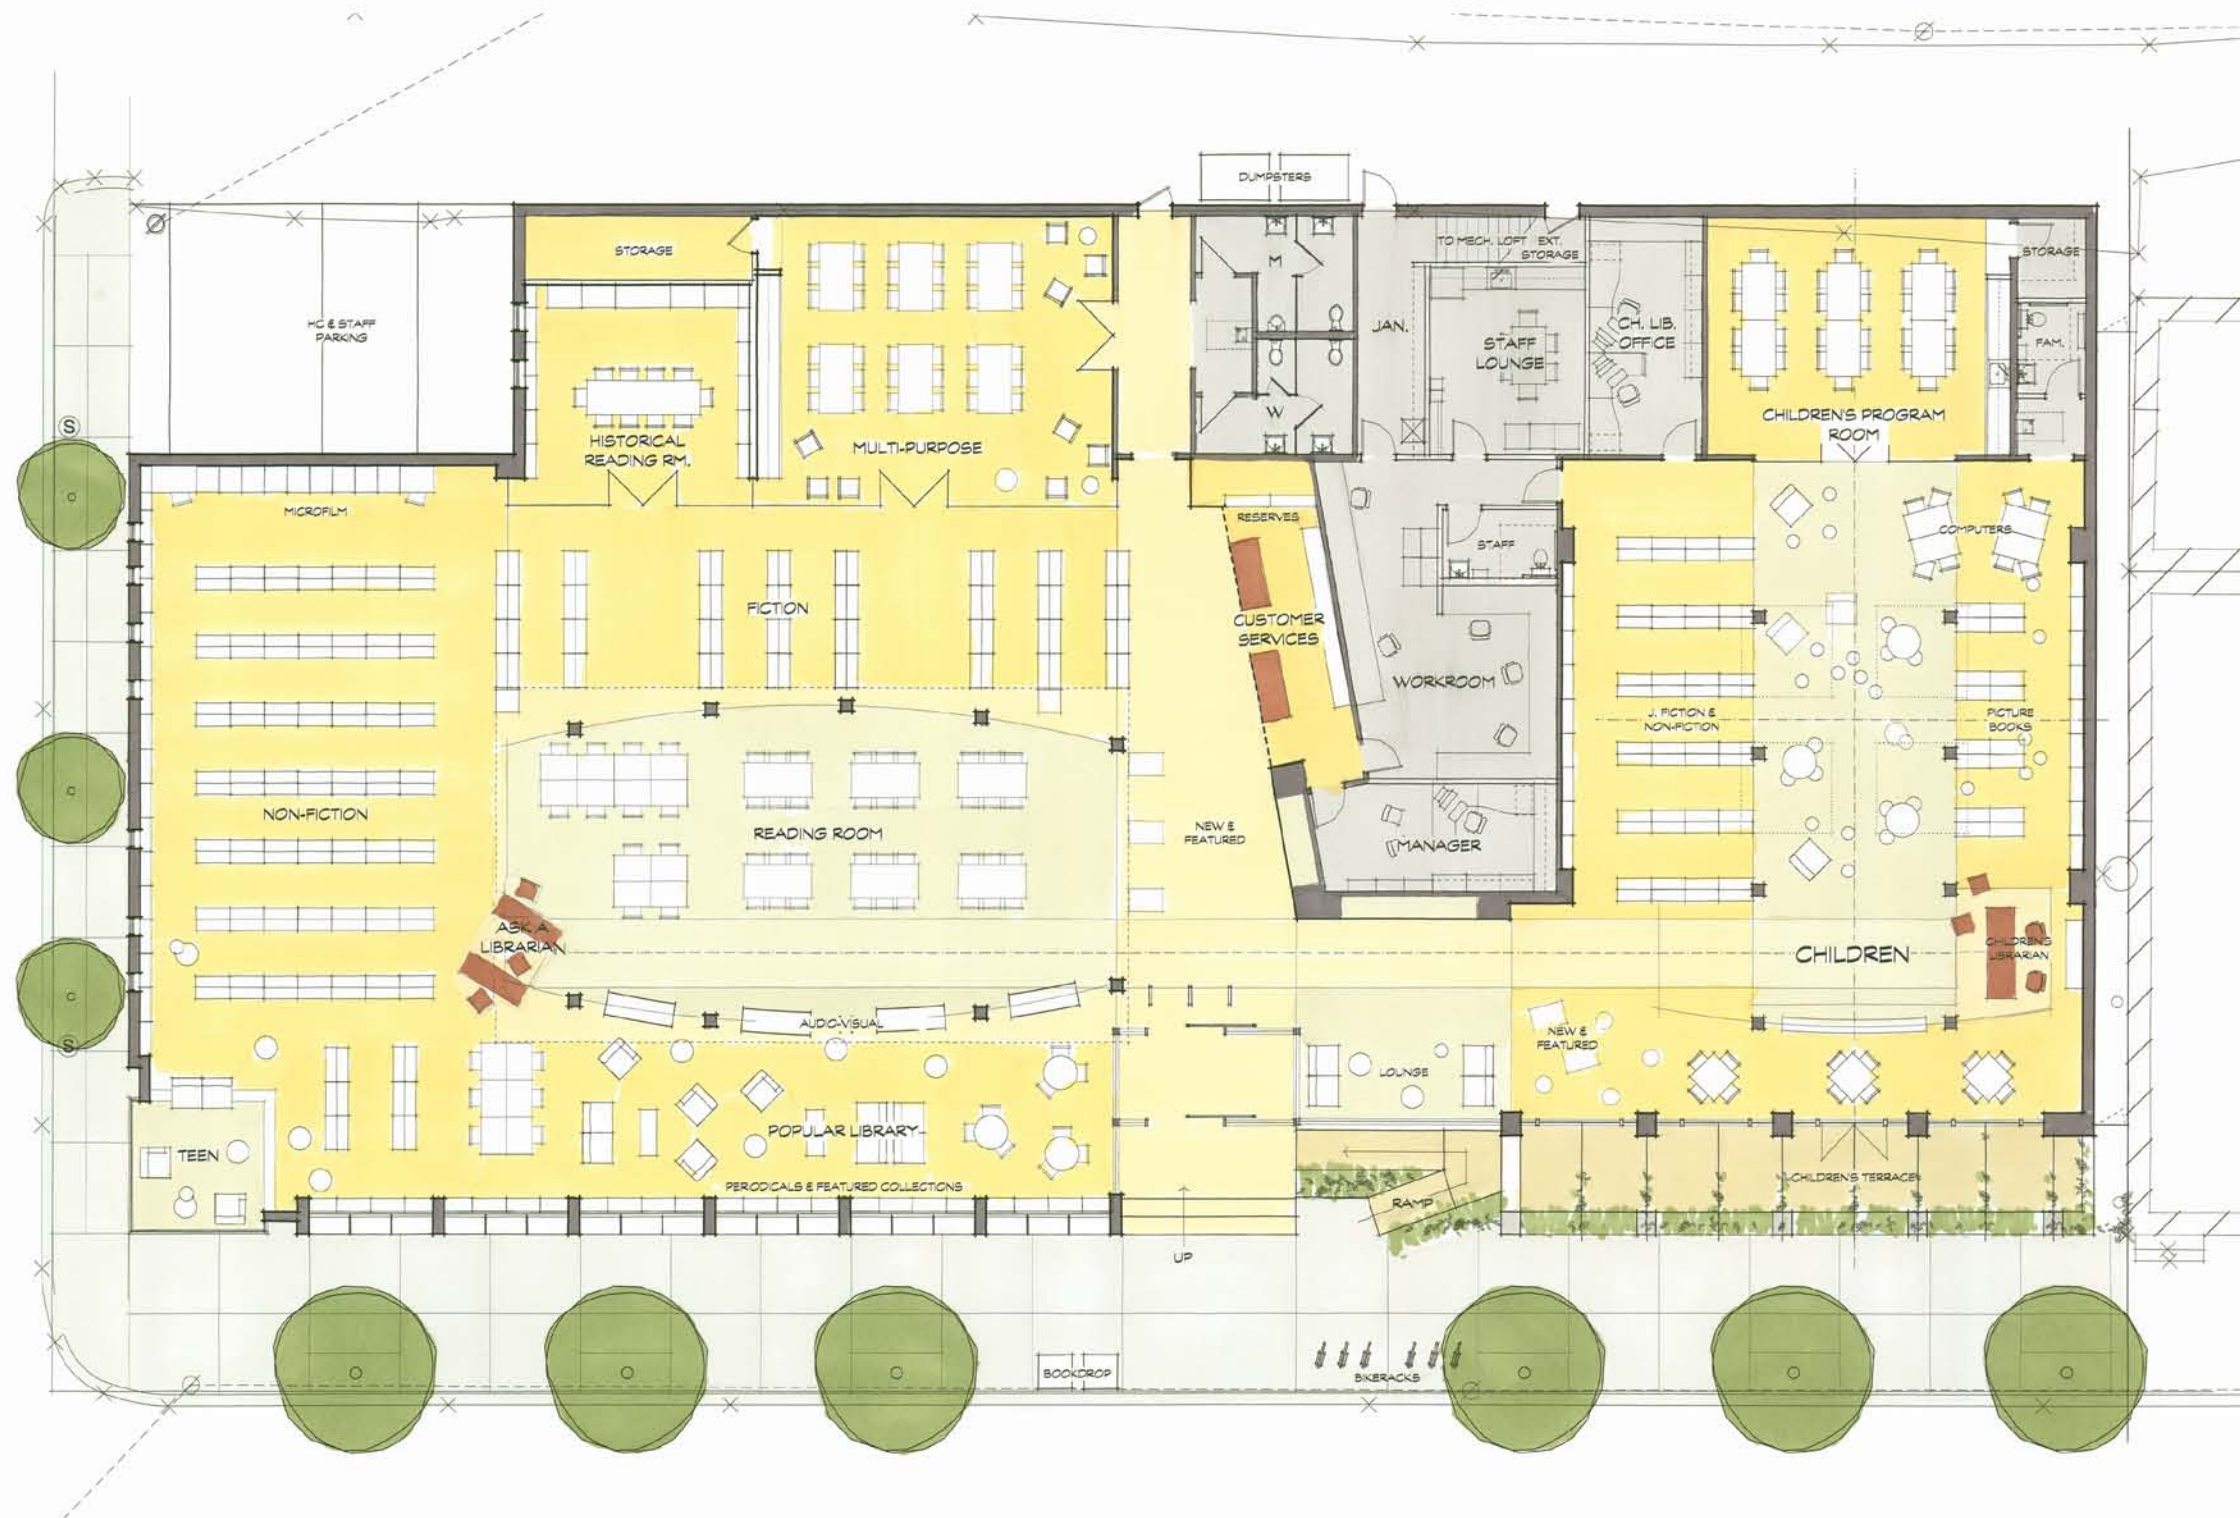 DUMPSTERS
STORAGE
M
TO MECH. LOFT
EXT.
STORAGE
STORAGE
HC & STAFF
PARKING
JAN.
STAFF
LOUNGE
CH. LIB.
OFFICE
FAM.
HISTORICAL
READING RM.
MULTI-PURPOSE
W
CHILDREN'S PROGRAM
ROOM
MICROFILM
RESERVES
STAFF
COMPUTERS
FICTION
CUSTOMER
SERVICES
WORKROOM
J. FICTION &
NON-FICTION
PICTURE
BOOKS
NON-FICTION
READING ROOM
NEW &
FEATURED
MANAGER
ASK A
LIBRARIAN
CHILDREN
CHILDREN'S
LIBRARIAN
AUDIO-VISUAL
NEW &
FEATURED
LOUNGE
POPULAR LIBRARY
TEEN
PERIODICALS & FEATURED COLLECTIONS
CHILDREN'S TERRACE
RAMP
UP
BOOKDROP
BIKERACKS
S
S